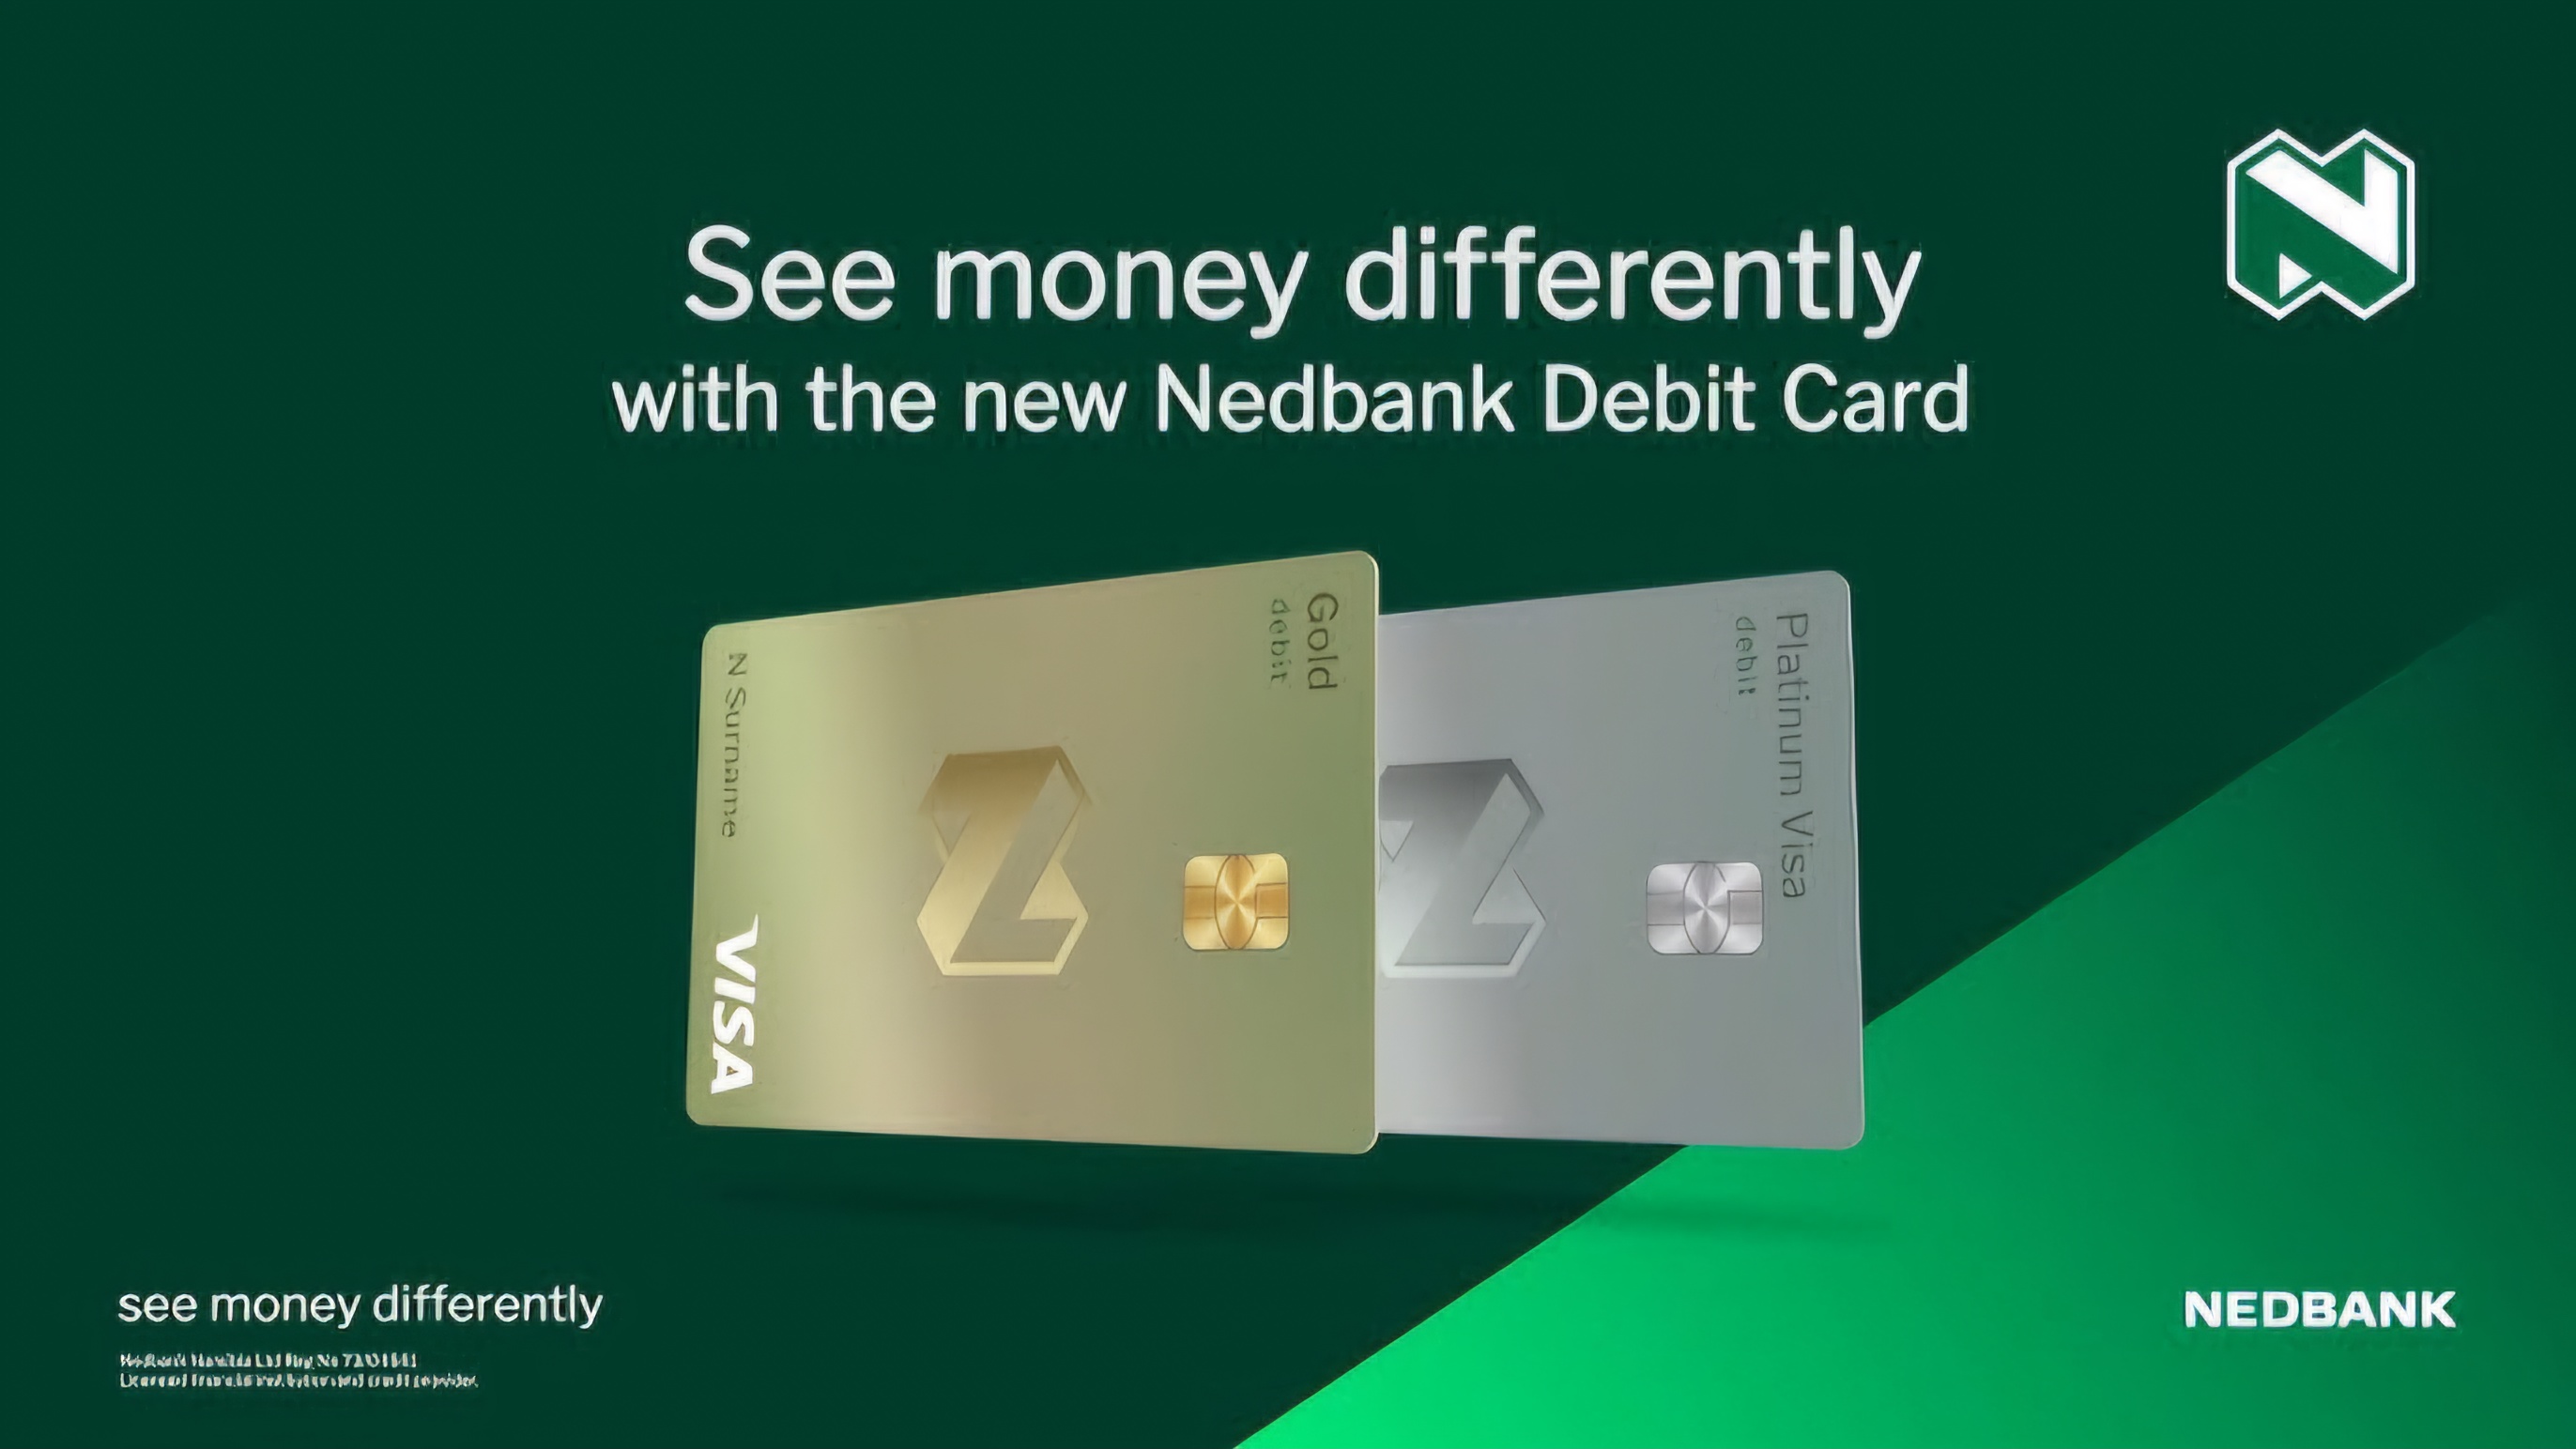 See money differently
with the new Nedbank Debit Card
Gold
debit
N Surname
VISA
Platinum Visa
debit
see money differently
NEDBANK